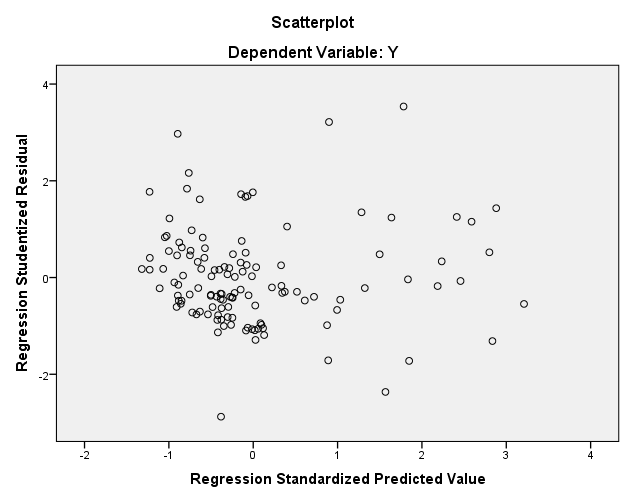 Scatterplot
Dependent Variable: Y
Regression Studentized Residual
4
2
0
-2
-2
-1
0
1
2
3
4
Regression Standardized Predicted Value